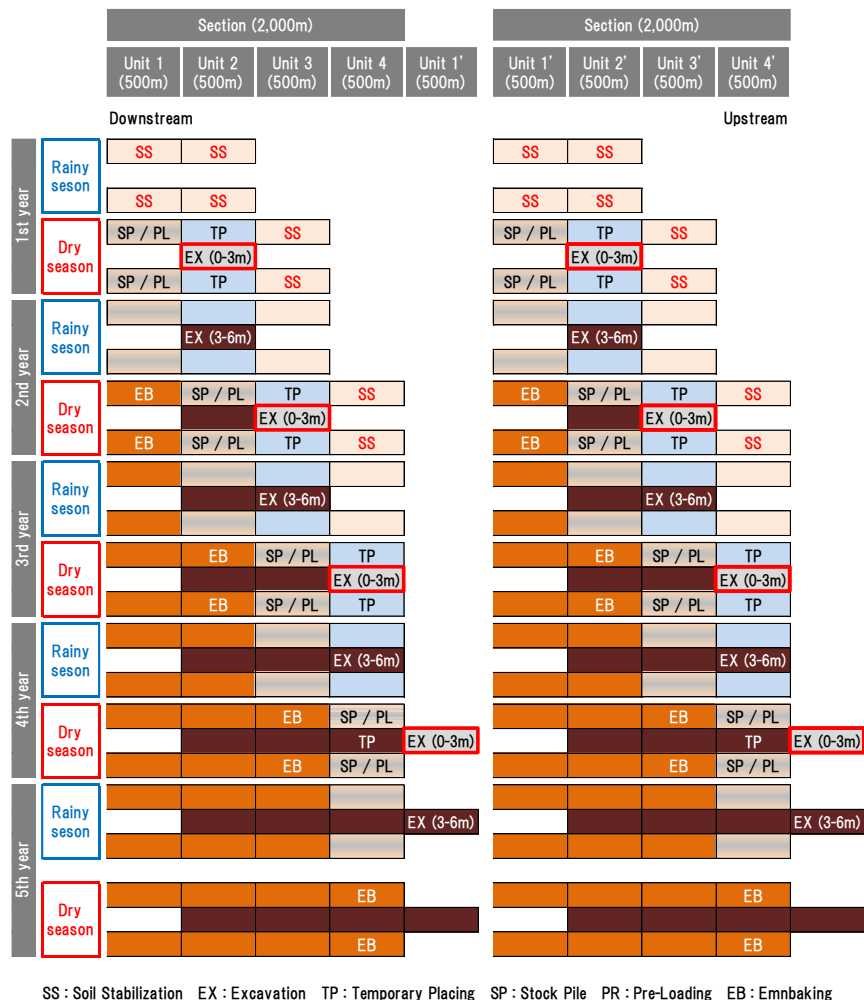 Section (2,000m) Section (2,000m)
Unit 1 Unit 2 Unit 3 Unit 4 Unit 1' Unit 1' Unit 2' Unit 3' Unit 4'
(500m) (500m) (500m) (500m) (500m) (500m) (500m) (500m) (500m)
Downstream Upstream
1st year
Rainy
seson
SS SS SS SS
SS SS SS SS
Dry
season
SP / PL TP SS SP / PL TP SS
EX (0-3m) EX (0-3m)
SP / PL TP SS SP / PL TP SS
2nd year
Rainy
seson
EX (3-6m) EX (3-6m)
Dry
season
EB SP / PL TP SS EB SP / PL TP SS
EX (0-3m) EX (0-3m)
EB SP / PL TP SS EB SP / PL TP SS
3rd year
Rainy
seson
EX (3-6m) EX (3-6m)
Dry
season
EB SP / PL TP EB SP / PL TP
EX (0-3m) EX (0-3m)
EB SP / PL TP EB SP / PL TP
4th year
Rainy
seson
EX (3-6m) EX (3-6m)
Dry
season
EB SP / PL EB SP / PL
TP EX (0-3m) TP EX (0-3m)
EB SP / PL EB SP / PL
5th year
Rainy
seson
EX (3-6m) EX (3-6m)
Dry
season
EB EB
EB EB
SS : Soil Stabilization EX : Excavation TP : Temporary Placing SP : Stock Pile PR : Pre-Loading EB : Emnbaking